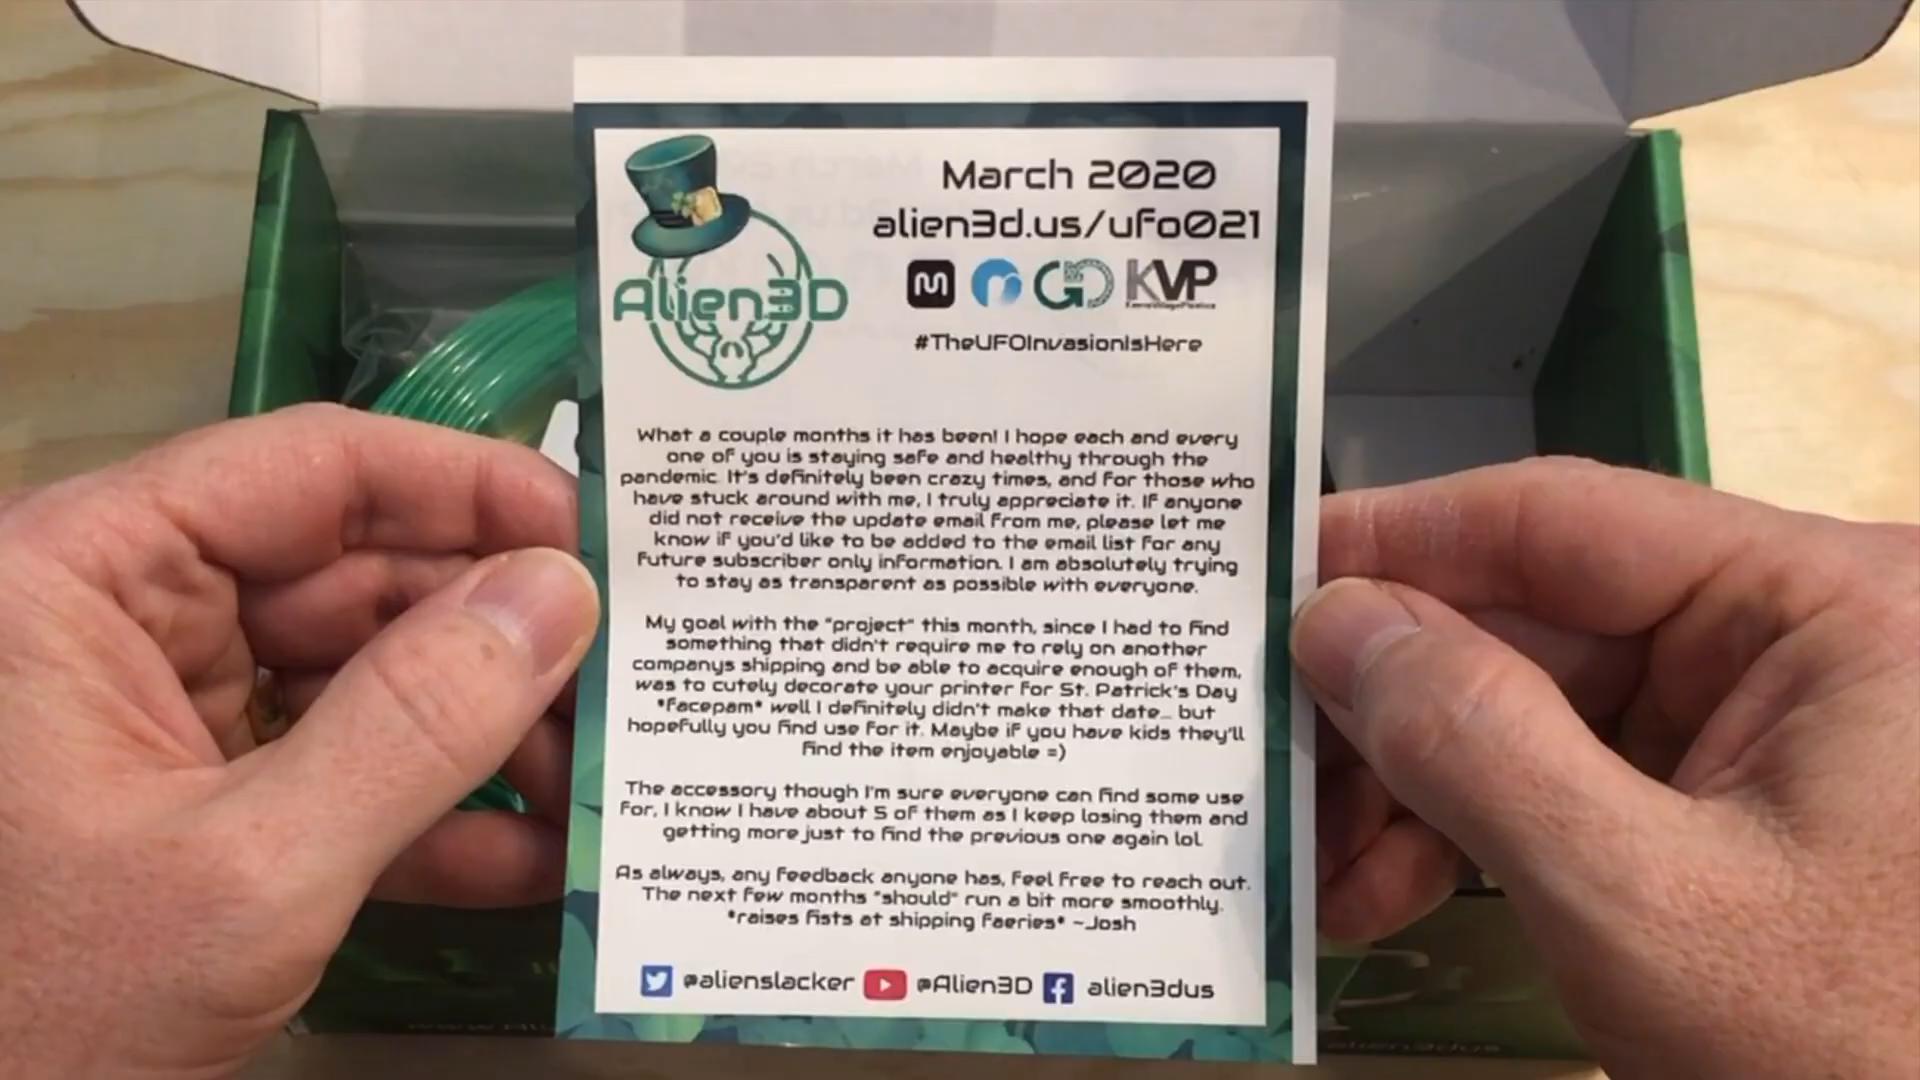 March 2020
alien3d.us/ufo021
Alien3D
KVP
#TheUFOInvasionIsHere
What a couple months it has been! I hope each and every
one of you is staying safe and healthy through the
pandemic. It's definitely been crazy times, and for those who
have stuck around with me, I truly appreciate it. If anyone
did not receive the update email from me, please let me
know if you'd like to be added to the email list for any
future subscriber only information. I am absolutely trying
to stay as transparent as possible with everyone.
My goal with the "project" this month, since I had to find
something that didn't require me to rely on another
companys shipping and be able to acquire enough of them,
was to cutely decorate your printer for St. Patrick's Day
*facepam* well I definitely didn't make that date... but
hopefully you find use for it. Maybe if you have kids they'll
find the item enjoyable =)
The accessory though I'm sure everyone can find some use
for, I know I have about 5 of them as I keep losing them and
getting more just to find the previous one again lol.
As always, any feedback anyone has, feel free to reach out.
The next few months "should" run a bit more smoothly.
*raises fists at shipping faeries* ~Josh
@alienslacker @Alien3D alien3dus
alien3dus